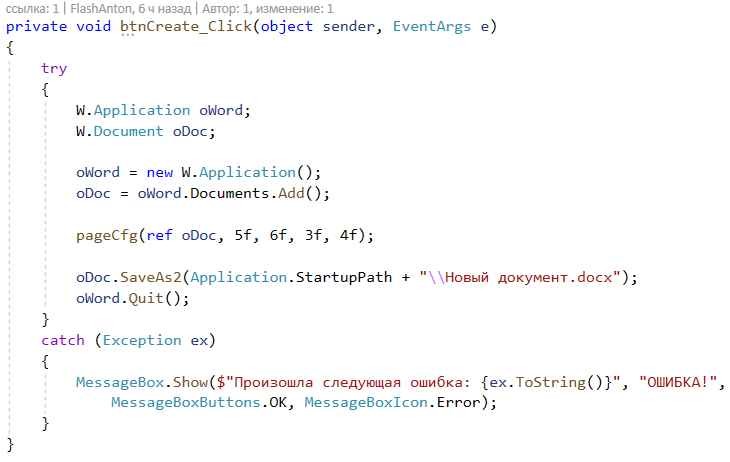 ссылка: 1 | FlashAnton, 6 ч назад | Автор: 1, изменение: 1
private void btnCreate_Click(object sender, EventArgs e)
{
try
{
W.Application oWord;
W.Document oDoc;
oWord = new W.Application();
oDoc = oWord.Documents.Add();
pageCfg(ref oDoc, 5f, 6f, 3f, 4f);
oDoc.SaveAs2(Application.StartupPath + "\\Новый документ.docx");
oWord.Quit();
}
catch (Exception ex)
{
MessageBox.Show($"Произошла следующая ошибка: {ex.ToString()}", "ОШИБКА!",
MessageBoxButtons.OK, MessageBoxIcon.Error);
}
}